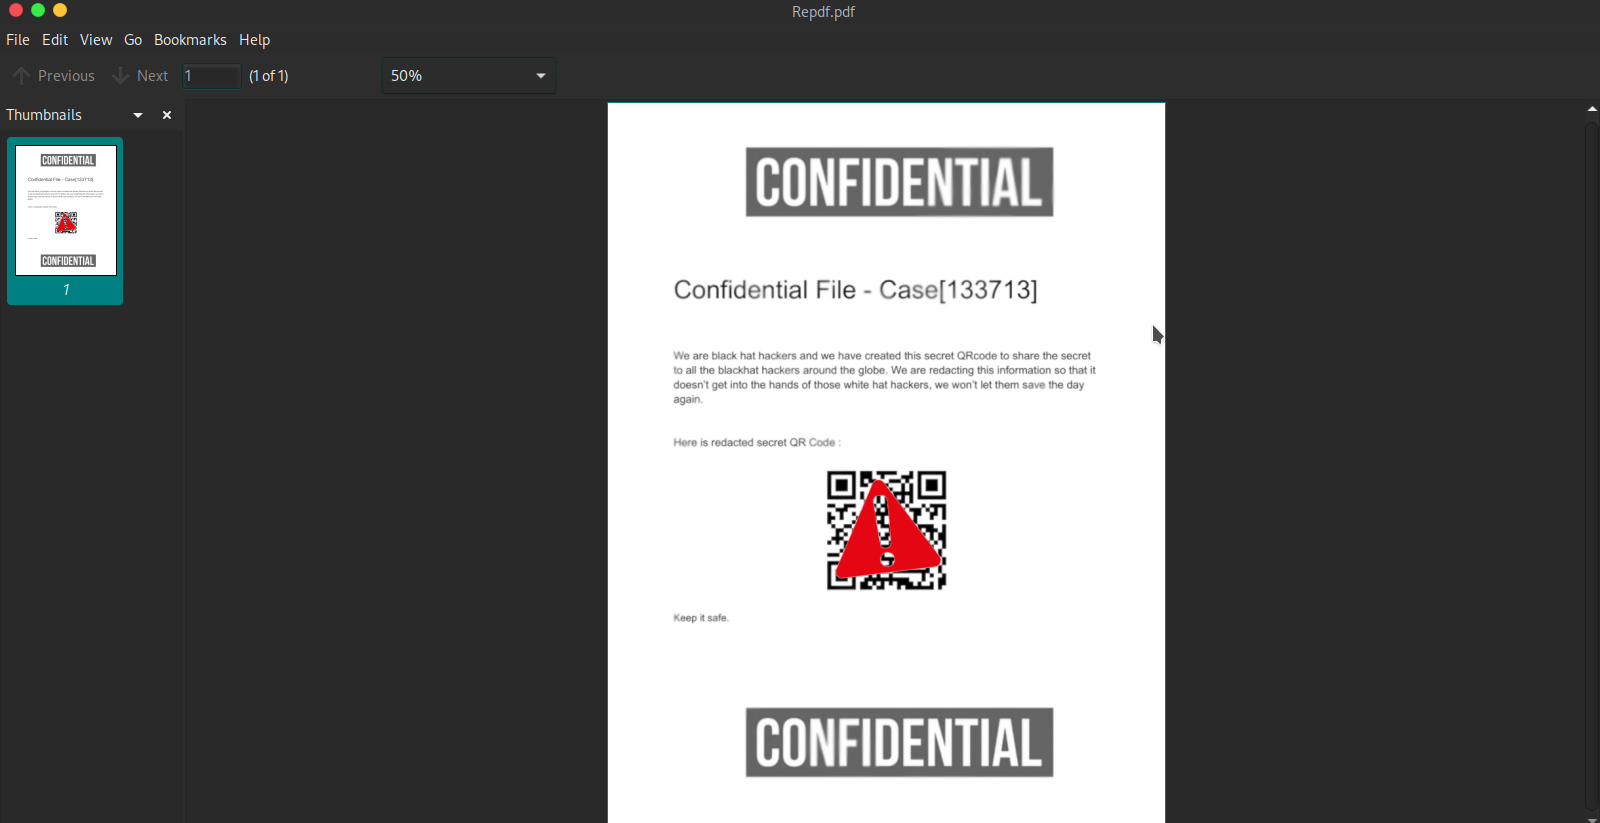 Repdf.pdf
File Edit View Go Bookmarks Help
Previous Next 1 (1 of 1) 50%
Thumbnails
CONFIDENTIAL
Confidential File - Case[133713]
CONFIDENTIAL
1
CONFIDENTIAL
Confidential File - Case[133713]
We are black hat hackers and we have created this secret QRcode to share the secret
to all the blackhat hackers around the globe. We are redacting this information so that it
doesn't get into the hands of those white hat hackers, we won't let them save the day
again.
Here is redacted secret QR Code :
Keep it safe.
CONFIDENTIAL